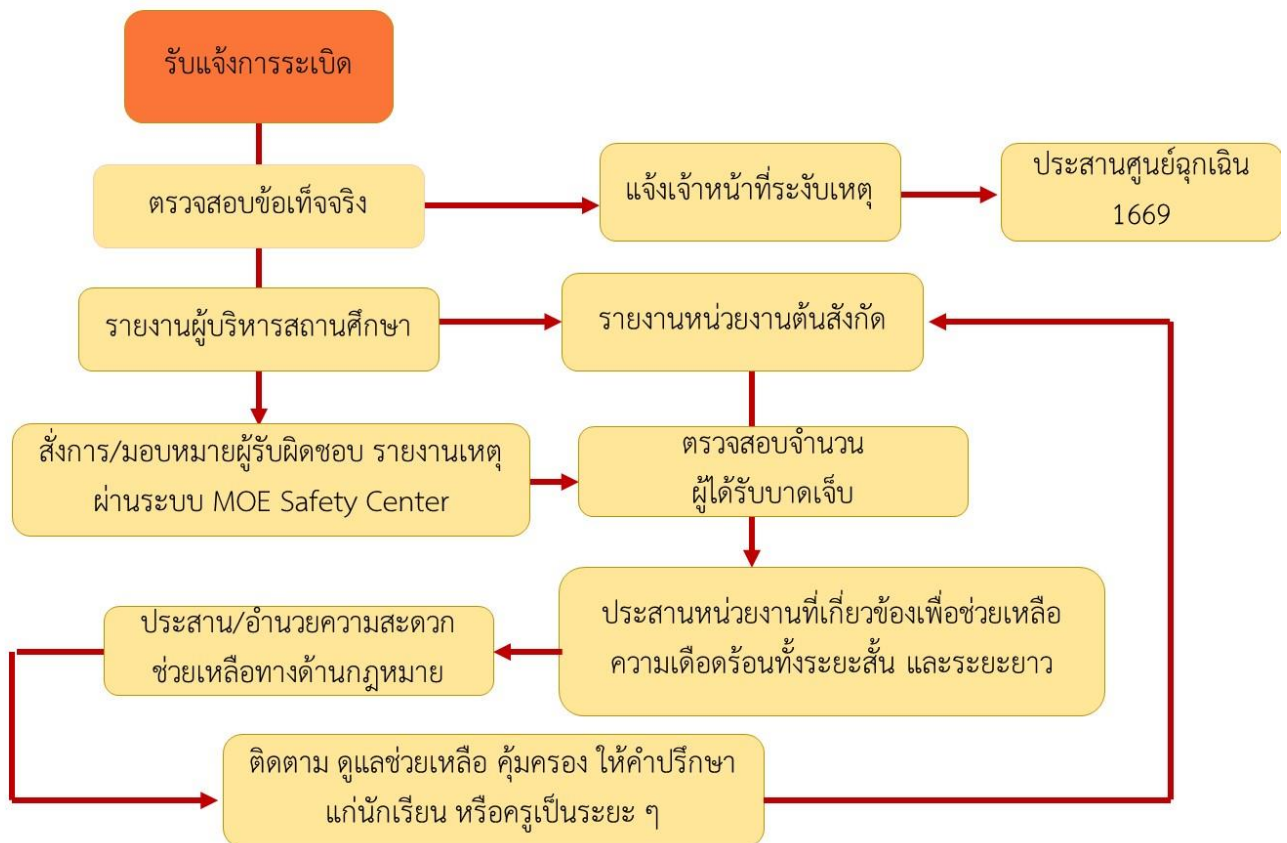 รับแจ้งการระเบิด
ตรวจสอบข้อเท็จจริง
แจ้งเจ้าหน้าที่ระงับเหตุ
ประสานศูนย์ฉุกเฉิน
1669
รายงานผู้บริหารสถานศึกษา
รายงานหน่วยงานต้นสังกัด
สั่งการ/มอบหมายผู้รับผิดชอบ รายงานเหตุ
ผ่านระบบ MOE Safety Center
ตรวจสอบจำนวน
ผู้ได้รับบาดเจ็บ
ประสานหน่วยงานที่เกี่ยวข้องเพื่อช่วยเหลือ
ความเดือดร้อนทั้งระยะสั้น และระยะยาว
ประสาน/อำนวยความสะดวก
ช่วยเหลือทางด้านกฎหมาย
ติดตาม ดูแลช่วยเหลือ คุ้มครอง ให้คำปรึกษา
แก่นักเรียน หรือครูเป็นระยะ ๆ